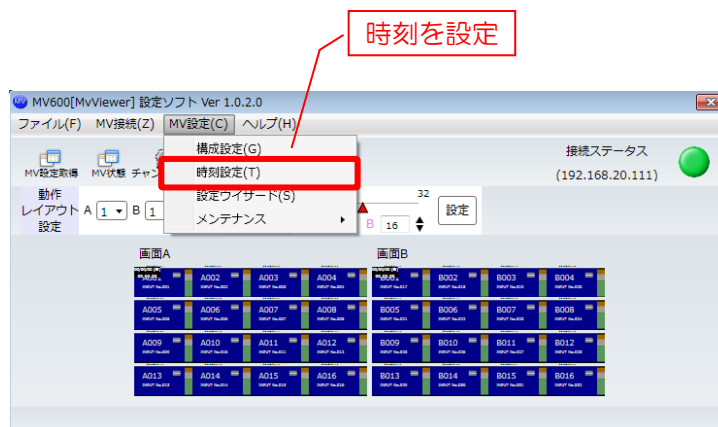 時刻を設定
MV600[MvViewer] 設定ソフト Ver 1.0.2.0
ファイル(F) MV接続(Z) MV設定(C) ヘルプ(H)
構成設定(G)
時刻設定(T)
設定ウィザード(S)
メンテナンス
MV設定取得 MV状態 チャン
接続ステータス
(192.168.20.111)
動作
レイアウト
設定
A 1 B 1
32
B 16
設定
画面A 画面B
A002 A003 A004 B002 B003 B004
A005 A006 A007 A008 B005 B006 B007 B008
A009 A010 A011 A012 B009 B010 B011 B012
A013 A014 A015 A016 B013 B014 B015 B016